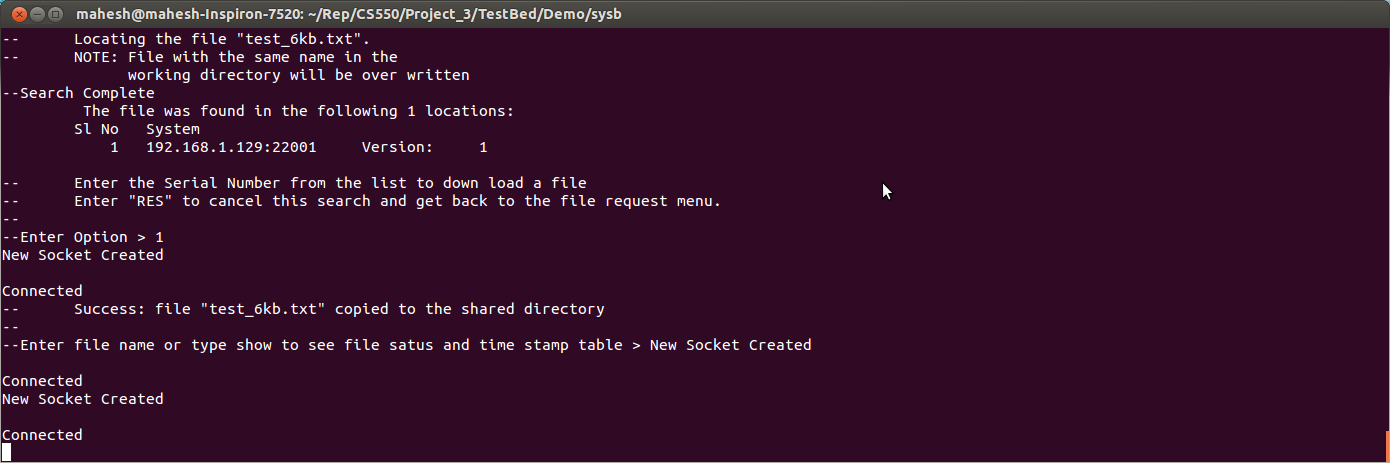 mahesh@mahesh-Inspiron-7520: ~/Rep/CS550/Project_3/TestBed/Demo/sysb
--      Locating the file "test_6kb.txt".
--      NOTE: File with the same name in the
              working directory will be over written
--Search Complete
         The file was found in the following 1 locations:
        Sl No   System
            1   192.168.1.129:22001     Version:     1
--      Enter the Serial Number from the list to down load a file
--      Enter "RES" to cancel this search and get back to the file request menu.
--
--Enter Option > 1
New Socket Created
Connected
--      Success: file "test_6kb.txt" copied to the shared directory
--
--Enter file name or type show to see file satus and time stamp table > New Socket Created
Connected
New Socket Created
Connected